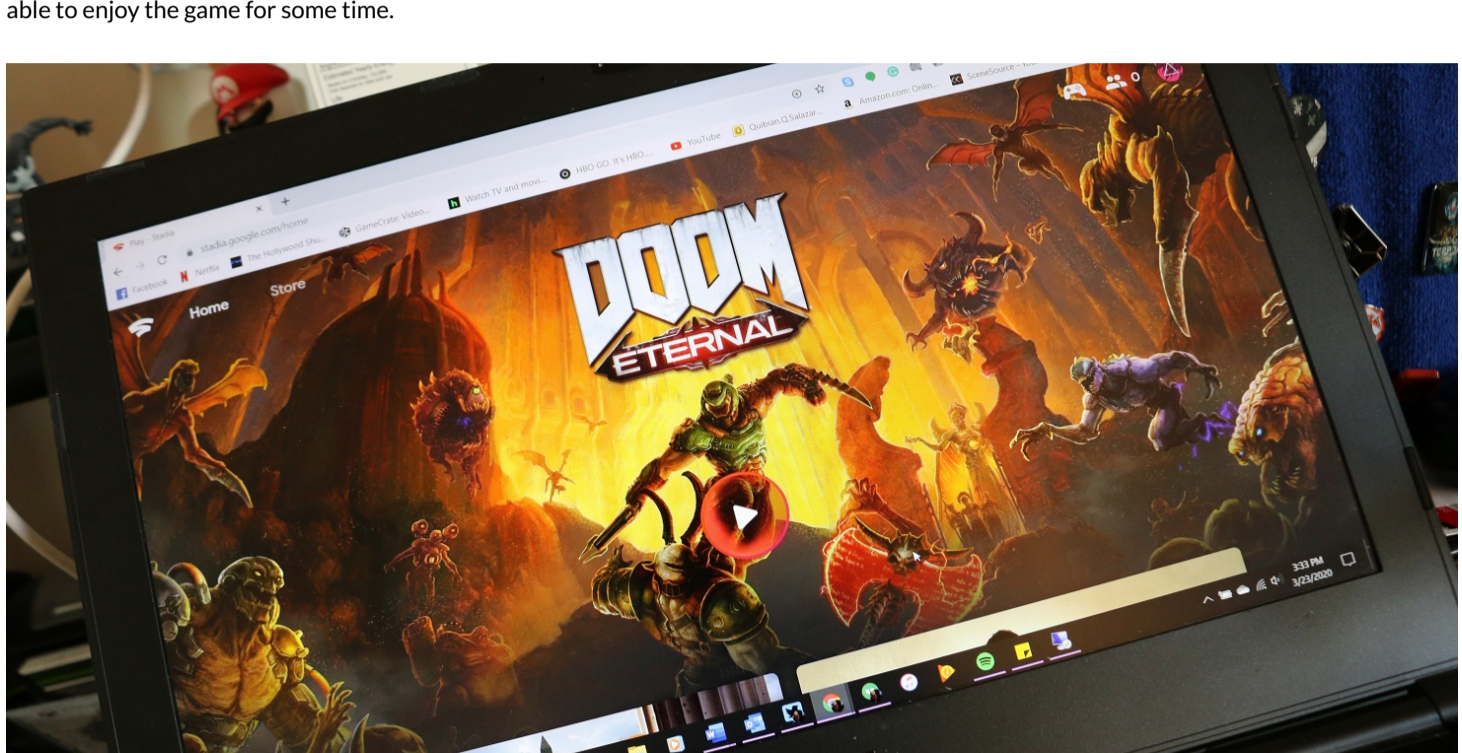 able to enjoy the game for some time.
Play - Stadia
stadia.google.com/home
Facebook
Netflix
The Hollywood Sho...
GameCrate: Video...
Watch TV and movi...
HBO GO. It's HBO....
YouTube
Quibian.Q.Salazar...
Amazon.com: Onlin...
SceneSource -
0
Home
Store
DOOM
ETERNAL
3:33 PM
3/23/2020